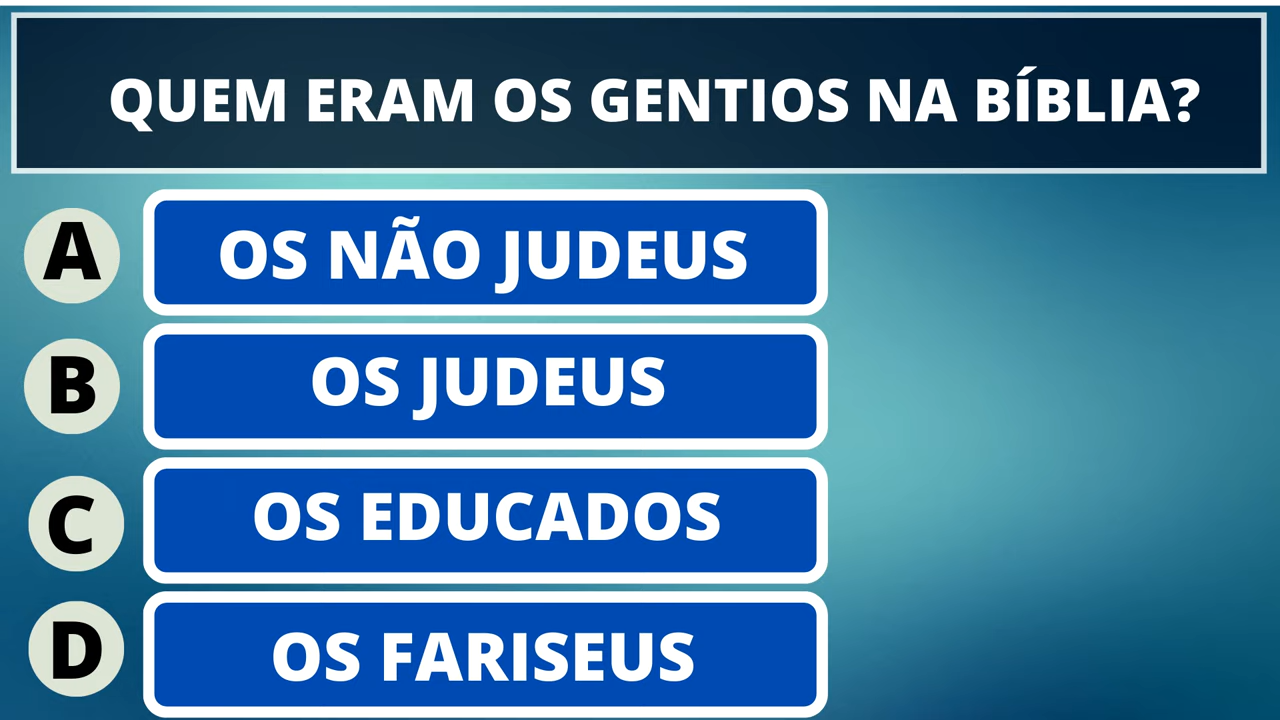 QUEM ERAM OS GENTIOS NA BÍBLIA?
A OS NÃO JUDEUS
B OS JUDEUS
C OS EDUCADOS
D OS FARISEUS